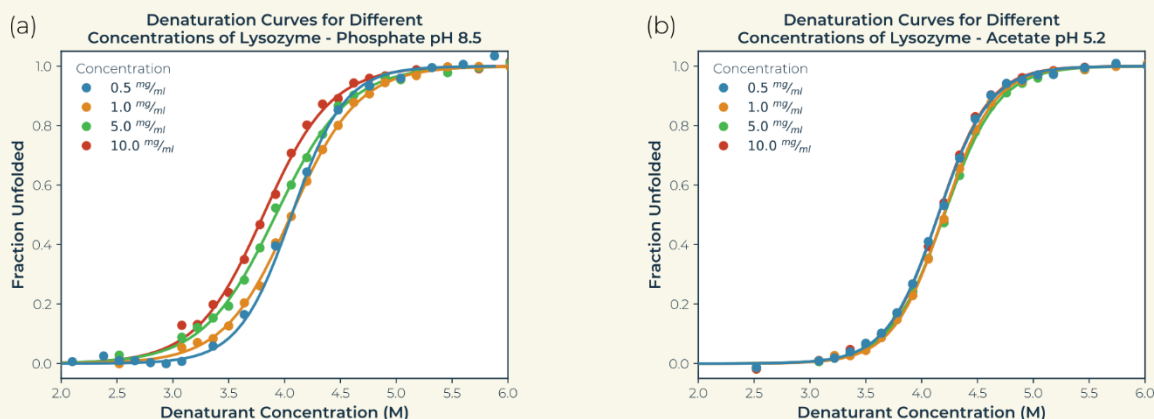 (a)
Denaturation Curves for Different
Concentrations of Lysozyme - Phosphate pH 8.5
Concentration
0.5 mg/ml
1.0 mg/ml
5.0 mg/ml
10.0 mg/ml
Fraction Unfolded
1.0
0.8
0.6
0.4
0.2
0.0
2.0 2.5 3.0 3.5 4.0 4.5 5.0 5.5 6.0
Denaturant Concentration (M)
(b)
Denaturation Curves for Different
Concentrations of Lysozyme - Acetate pH 5.2
Concentration
0.5 mg/ml
1.0 mg/ml
5.0 mg/ml
10.0 mg/ml
Fraction Unfolded
1.0
0.8
0.6
0.4
0.2
0.0
2.0 2.5 3.0 3.5 4.0 4.5 5.0 5.5 6.0
Denaturant Concentration (M)